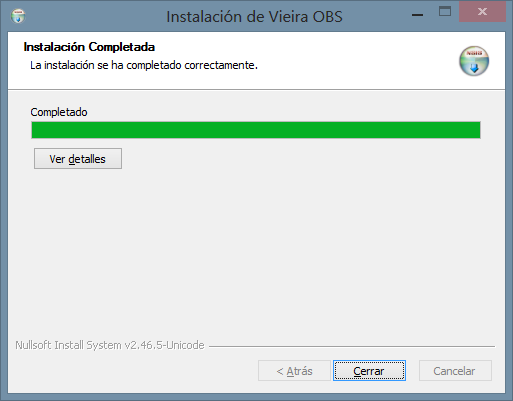 Instalación de Vieira OBS
Instalación Completada
La instalación se ha completado correctamente.
Completado
Ver detalles
Nullsoft Install System v2.46.5-Unicode
< Atrás
Cerrar
Cancelar